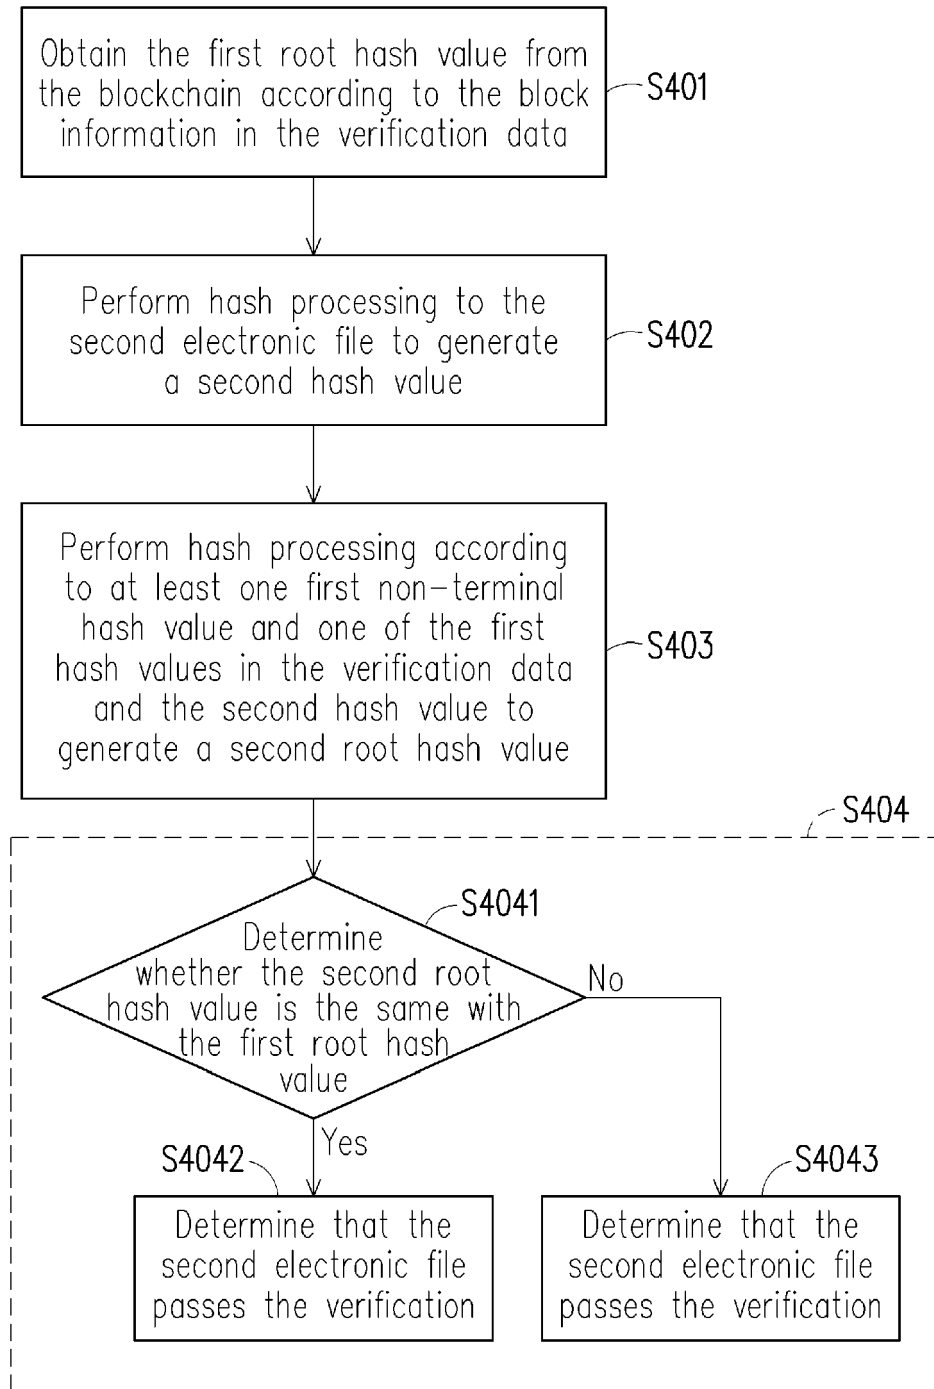 Obtain the first root hash value from
the blockchain according to the block
information in the verification data
S401
Perform hash processing to the
second electronic file to generate
a second hash value
S402
Perform hash processing according
to at least one first non-terminal
hash value and one of the first
hash values in the verification data
and the second hash value to
generate a second root hash value
S403
S404
S4041
Determine
whether the second root
hash value is the same with
the first root hash
value
No
Yes
S4042
Determine that the
second electronic file
passes the verification
S4043
Determine that the
second electronic file
passes the verification